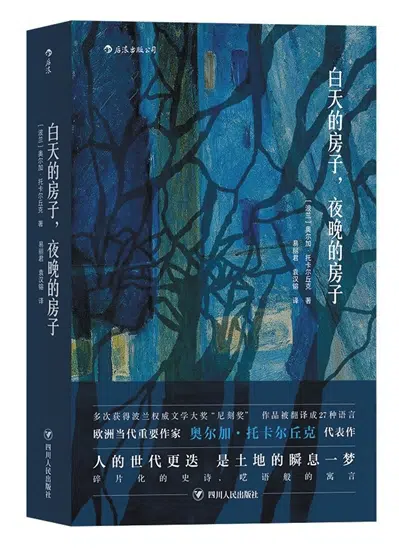 后浪
白天的房子，夜晚的房子
［波兰］奥尔加·托卡尔丘克 著
易丽君 袁汉镕 译
四川人民出版社
后浪出版公司
白天的房子，夜晚的房子
［波兰］奥尔加·托卡尔丘克 著
易丽君 袁汉镕 译
多次获得波兰权威文学大奖“尼刻奖” 作品被翻译成27种语言
欧洲当代重要作家 奥尔加·托卡尔丘克 代表作
人的世代更迭 是土地的瞬息一梦
碎片化的史诗，呓语般的寓言
四川人民出版社